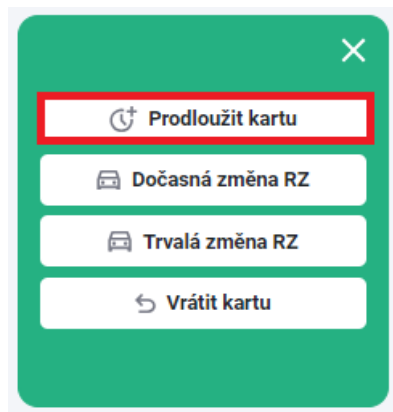 Prodloužit kartu
Dočasná změna RZ
Trvalá změna RZ
Vrátit kartu